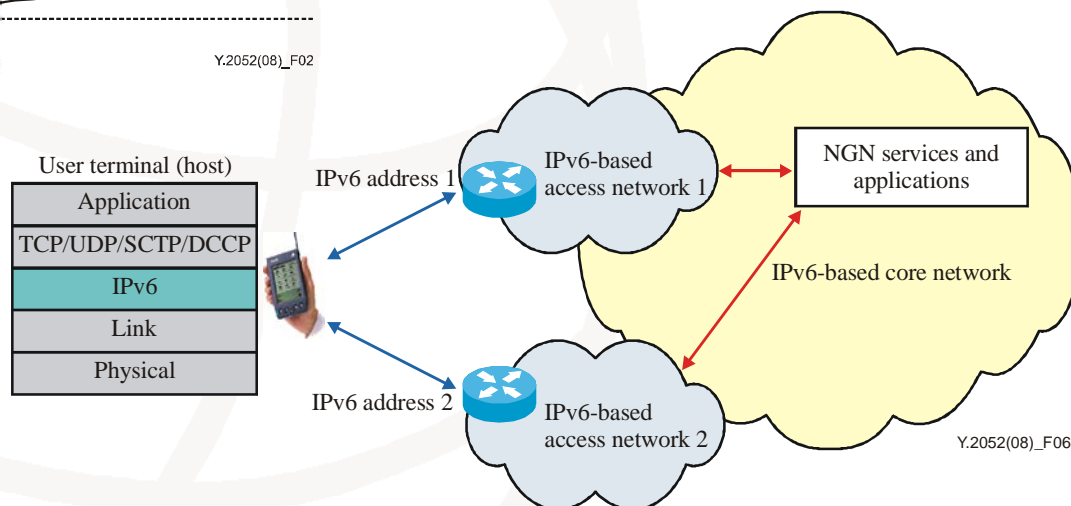 Y.2052(08)_F02
User terminal (host)
Application
TCP/UDP/SCTP/DCCP
IPv6
Link
Physical
IPv6 address 1
IPv6 address 2
IPv6-based
access network 1
IPv6-based
access network 2
NGN services and
applications
IPv6-based core network
Y.2052(08)_F06